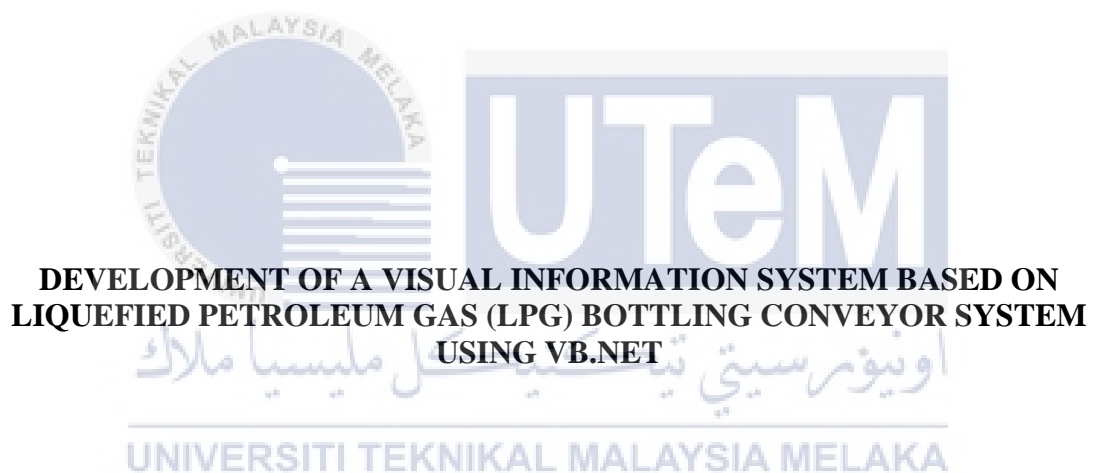 UNIVERSITI TEKNIKAL MALAYSIA MELAKA
UTeM
DEVELOPMENT OF A VISUAL INFORMATION SYSTEM BASED ON
LIQUEFIED PETROLEUM GAS (LPG) BOTTLING CONVEYOR SYSTEM
USING VB.NET
اونيۏرسيتي تيكنيكل مليسيا ملاك
UNIVERSITI TEKNIKAL MALAYSIA MELAKA